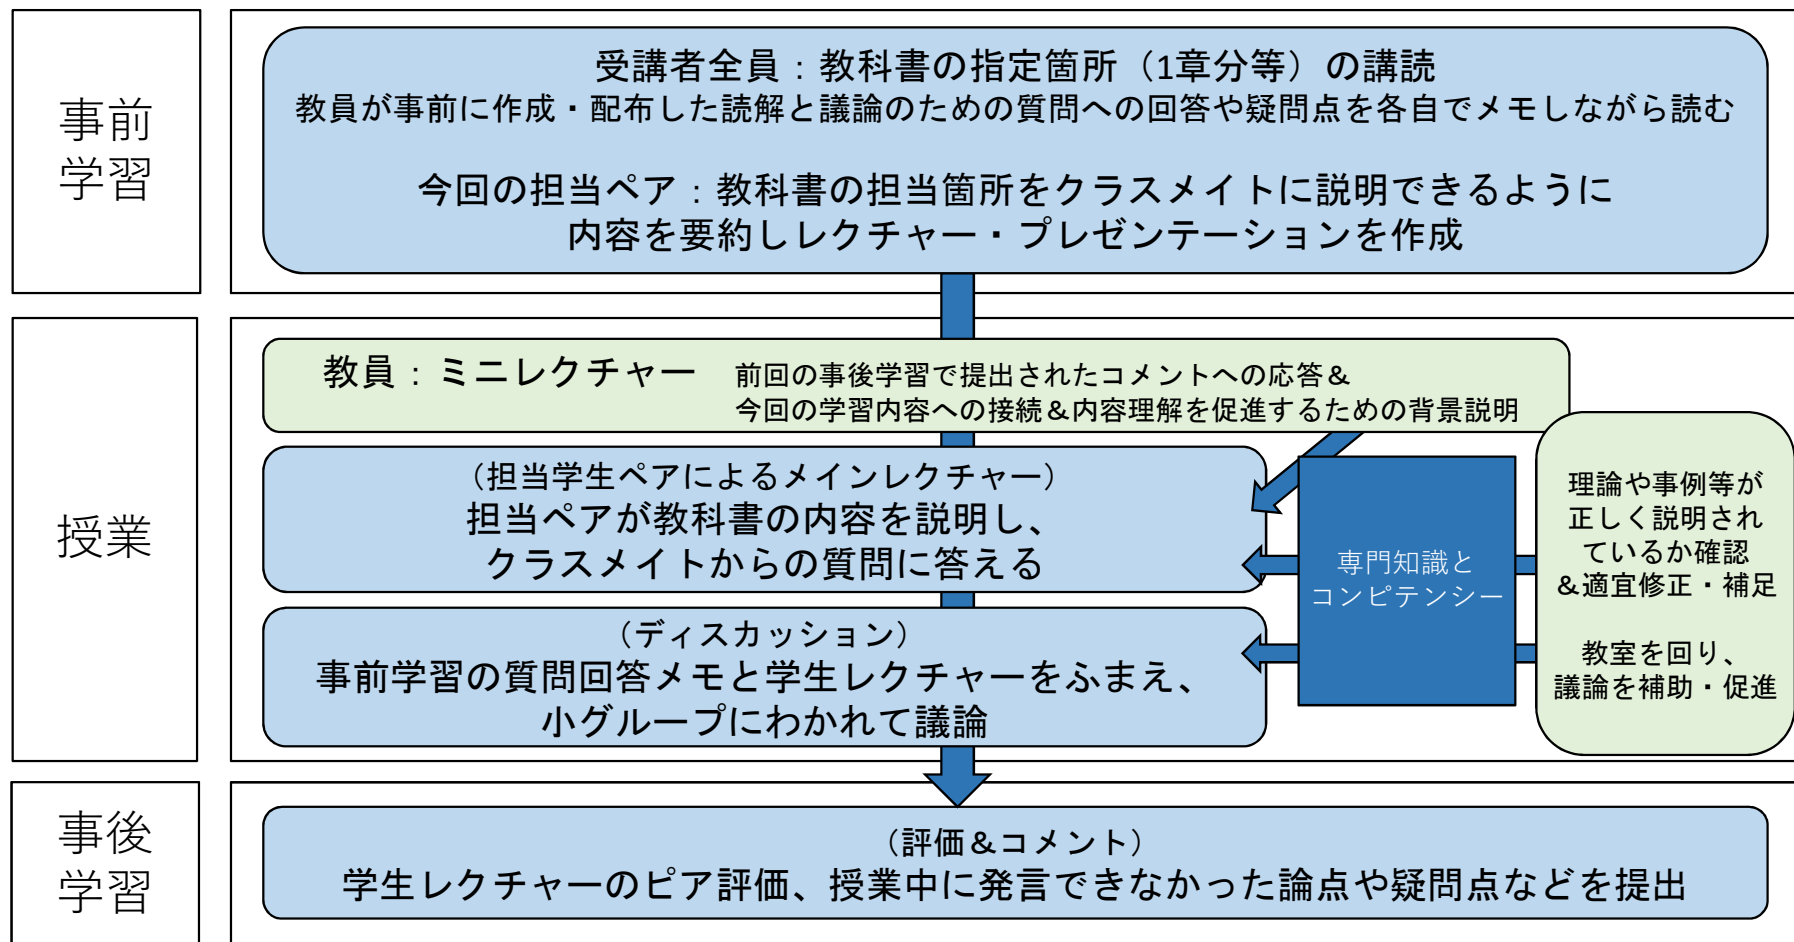 事前
学習
受講者全員：教科書の指定箇所（1章分等）の講読
教員が事前に作成・配布した読解と議論のための質問への回答や疑問点を各自でメモしながら読む
今回の担当ペア：教科書の担当箇所をクラスメイトに説明できるように
内容を要約しレクチャー・プレゼンテーションを作成
授業
教員：ミニレクチャー
前回の事後学習で提出されたコメントへの応答＆
今回の学習内容への接続＆内容理解を促進するための背景説明
（担当学生ペアによるメインレクチャー）
担当ペアが教科書の内容を説明し、
クラスメイトからの質問に答える
（ディスカッション）
事前学習の質問回答メモと学生レクチャーをふまえ、
小グループにわかれて議論
専門知識と
コンピテンシー
理論や事例等が
正しく説明され
ているか確認
＆適宜修正・補足
教室を回り、
議論を補助・促進
事後
学習
（評価＆コメント）
学生レクチャーのピア評価、授業中に発言できなかった論点や疑問点などを提出